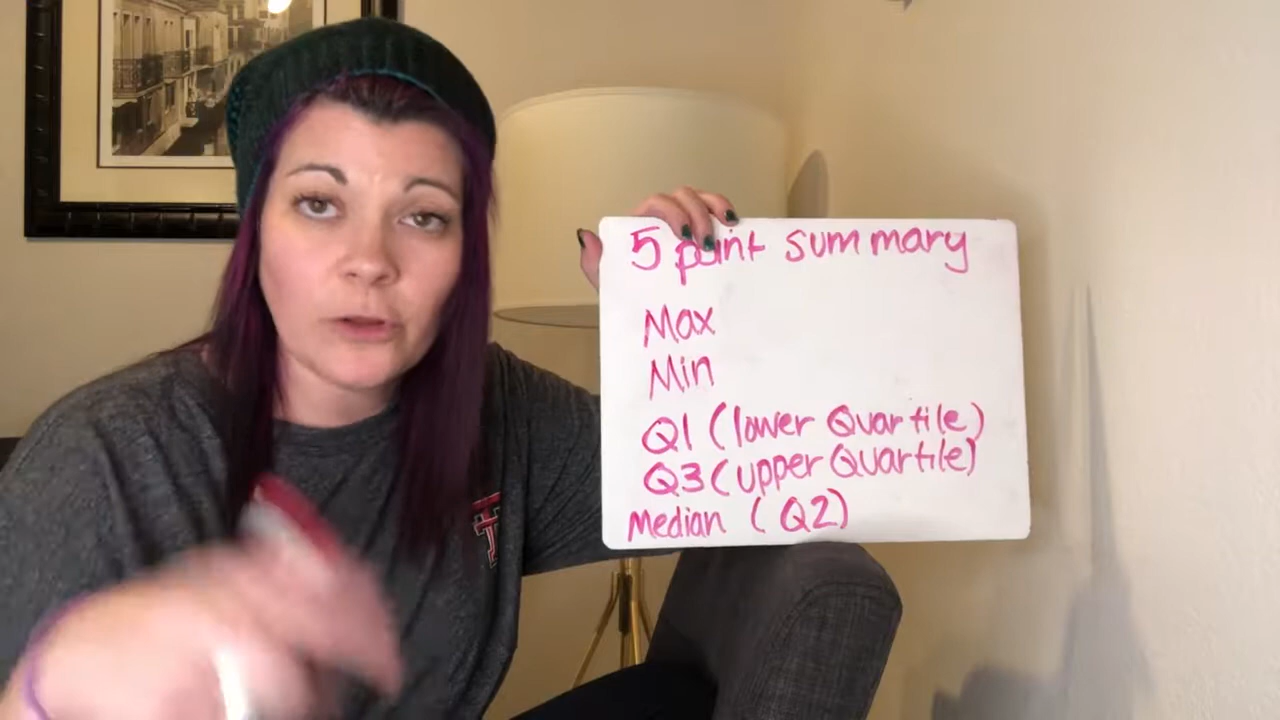 5 point summary
Max
Min
Q1 (lower Quartile)
Q3 (upper Quartile)
Median (Q2)